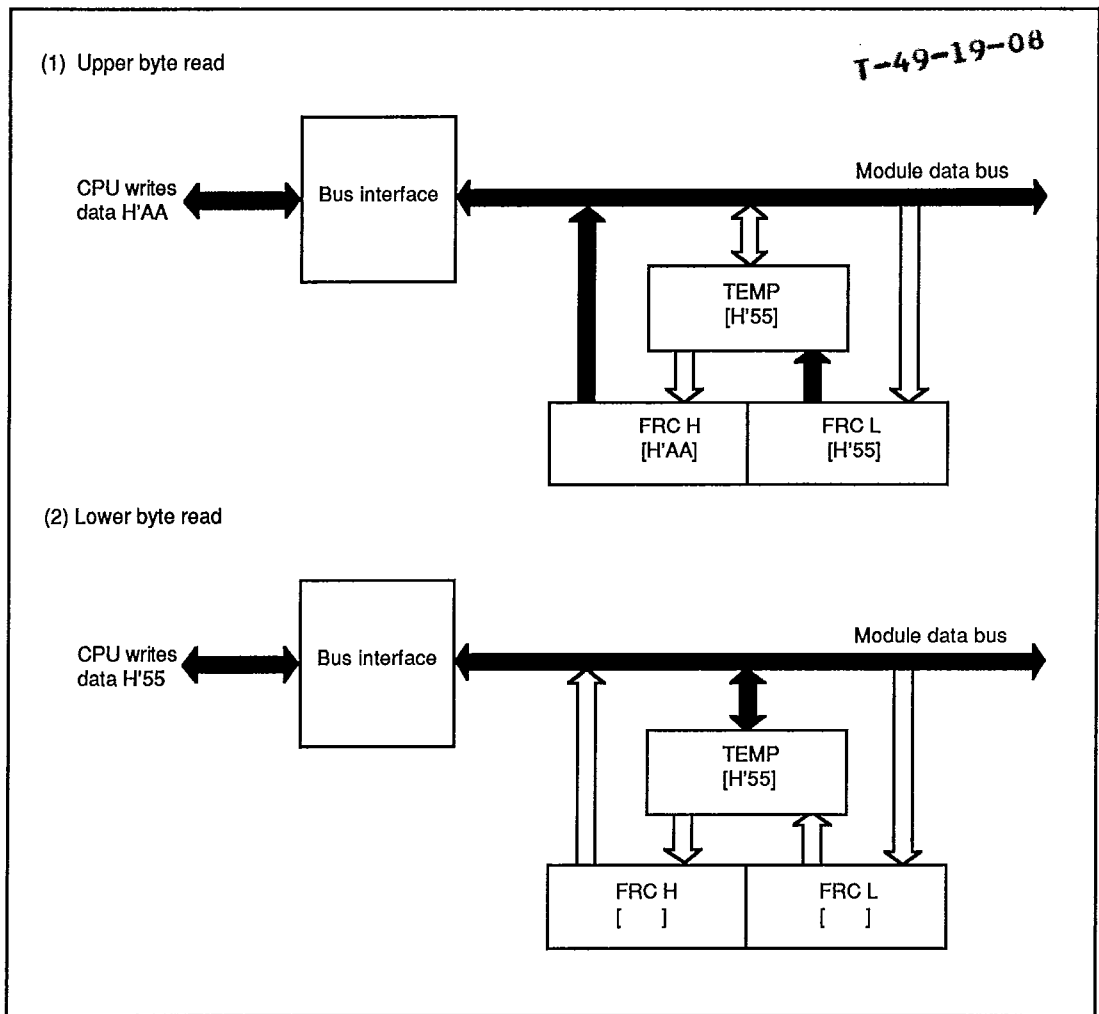 T-49-19-08
(1) Upper byte read
CPU writes
data H'AA
Bus interface
Module data bus
TEMP
[H'55]
FRC H
[H'AA]
FRC L
[H'55]
(2) Lower byte read
CPU writes
data H'55
Bus interface
Module data bus
TEMP
[H'55]
FRC H
[ ]
FRC L
[ ]